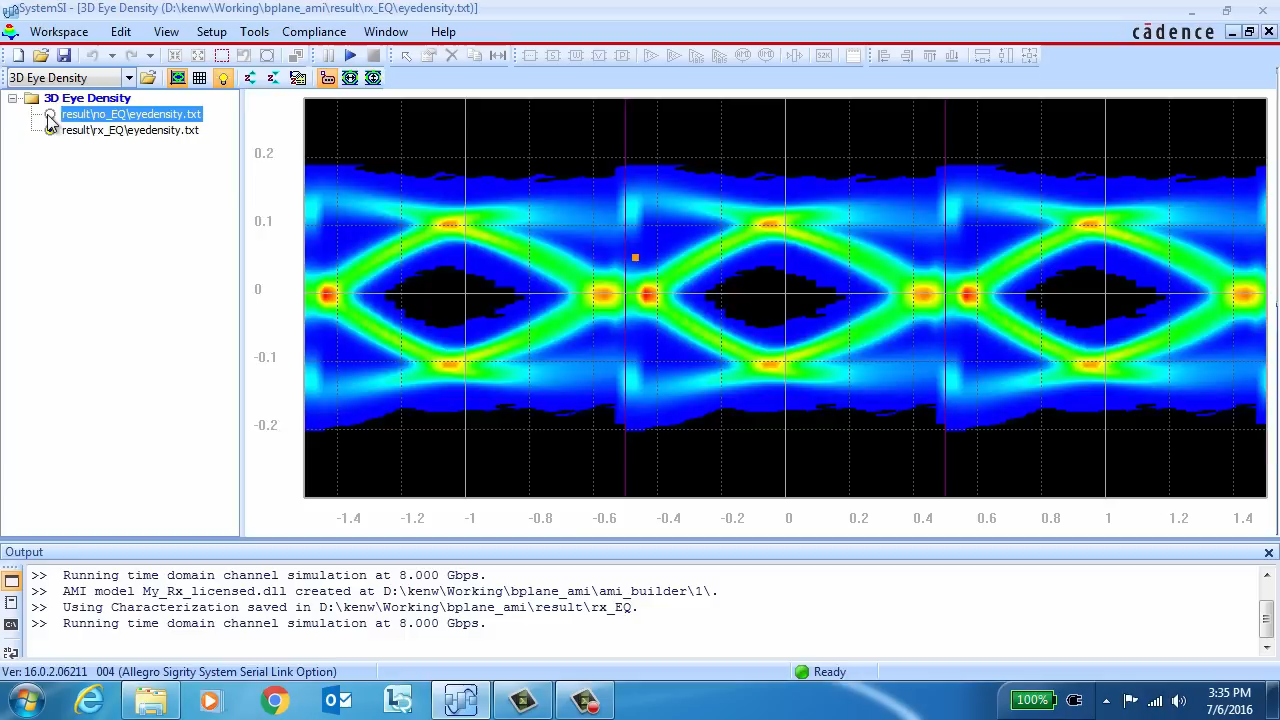 SystemSI - [3D Eye Density (D:\kenw\Working\bplane_ami\result\rx_EQ\eyedensity.txt)]
Workspace Edit View Setup Tools Compliance Window Help
cādence
3D Eye Density
3D Eye Density
result\no_EQ\eyedensity.txt
result\rx_EQ\eyedensity.txt
0.2
0.1
0
-0.1
-0.2
-1.4 -1.2 -1 -0.8 -0.6 -0.4 -0.2 0 0.2 0.4 0.6 0.8 1 1.2 1.4
Output
>> Running time domain channel simulation at 8.000 Gbps.
>> AMI model My_Rx_licensed.dll created at D:\kenw\Working\bplane_ami\ami_builder\1\.
>> Using Characterization saved in D:\kenw\Working\bplane_ami\result\rx_EQ.
>> Running time domain channel simulation at 8.000 Gbps.
Ver: 16.0.2.06211 004 (Allegro Sigrity System Serial Link Option)
Ready
100%
3:35 PM
7/6/2016